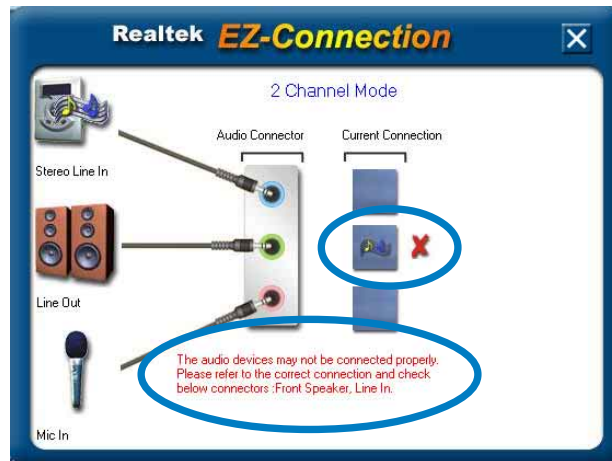 Realtek EZ-Connection
2 Channel Mode
Audio Connector
Current Connection
Stereo Line In
Line Out
The audio devices may not be connected properly.
Please refer to the correct connection and check
below connectors :Front Speaker, Line In.
Mic In